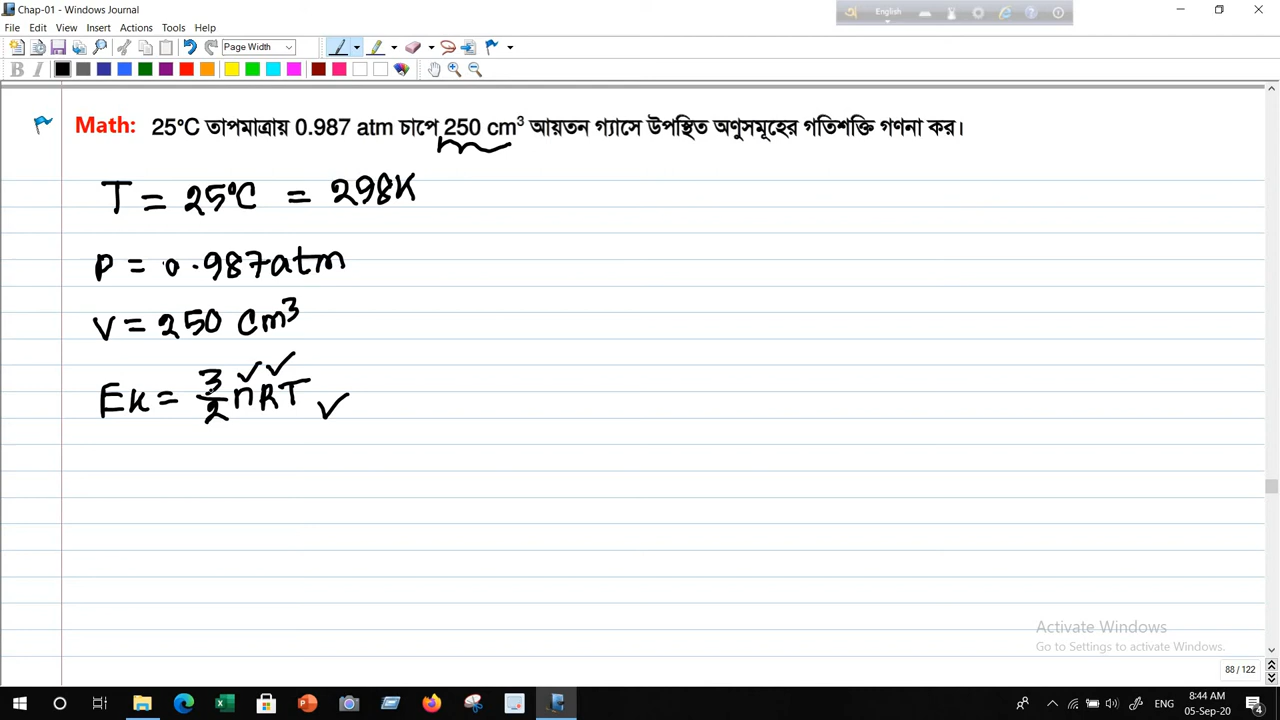 Chap-01 - Windows Journal
English
File Edit View Insert Actions Tools Help
Page Width
Math: 25°C তাপমাত্রায় 0.987 atm চাপে 250 cm³ আয়তন গ্যাসে উপস্থিত অণুসমূহের গতিশক্তি গণনা কর।
T = 25°C = 298K
P = 0.987atm
V = 250 Cm³
EK = 3/2 nRT
Activate Windows
Go to Settings to activate Windows.
88 / 122
8:44 AM
ENG
05-Sep-20
4